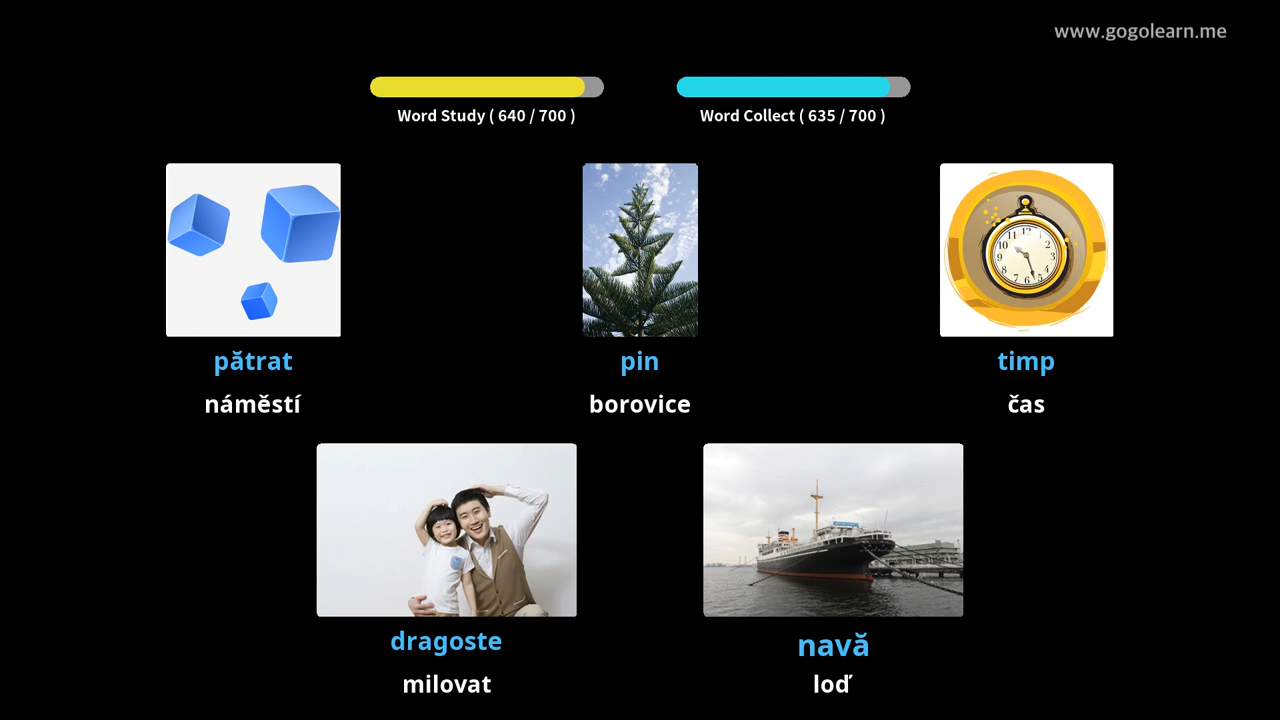 www.gogolearn.me
Word Study ( 640 / 700 )
Word Collect ( 635 / 700 )
pătrat
náměstí
pin
borovice
timp
čas
dragoste
milovat
navă
loď